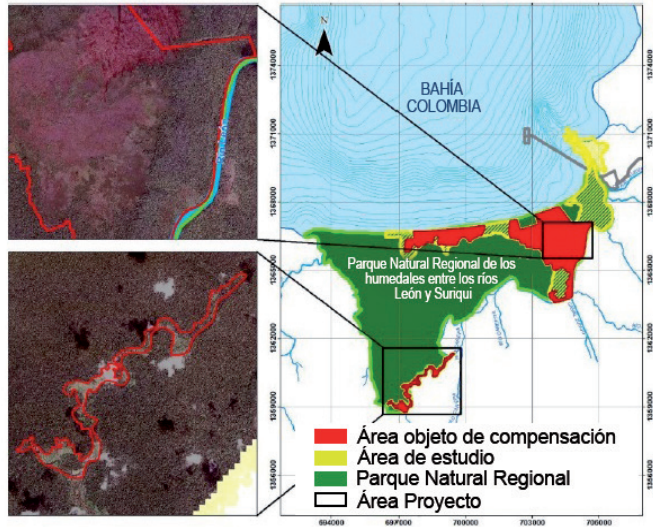 N
BAHÍA
COLOMBIA
Parque Natural Regional de los
humedales entre los ríos
León y Suriqui
1374000
1371000
1368000
1365000
1362000
1359000
1356000
694000
697000
700000
703000
706000
Área objeto de compensación
Área de estudio
Parque Natural Regional
Área Proyecto